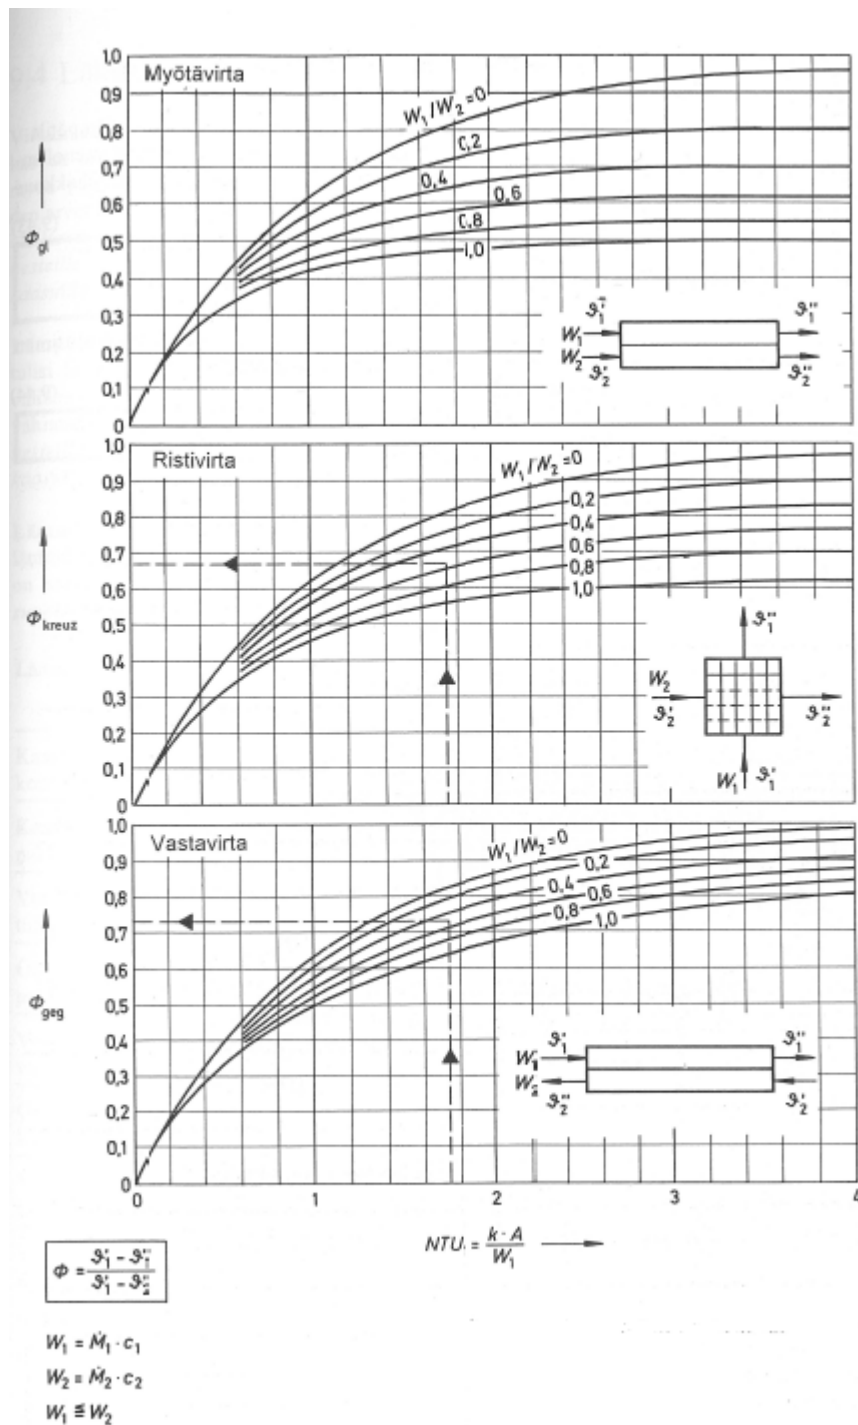 Myötävirta
1,0
0,9
0,8
0,7
0,6
0,5
0,4
0,3
0,2
0,1
0
Φgl
W₁/W₂=0
0,2
0,4
0,6
0,8
1,0
ϑ₁' ϑ₁''
W₁
W₂
ϑ₂' ϑ₂''
Ristivirta
1,0
0,9
0,8
0,7
0,6
0,5
0,4
0,3
0,2
0,1
0
Φkreuz
W₁/W₂=0
0,2
0,4
0,6
0,8
1,0
ϑ₁''
W₂
ϑ₂' ϑ₂''
W₁ ϑ₁'
Vastavirta
1,0
0,9
0,8
0,7
0,6
0,5
0,4
0,3
0,2
0,1
0
Φgeg
W₁/W₂=0
0,2
0,4
0,6
0,8
1,0
ϑ₁' ϑ₁''
W₁
W₂
ϑ₂'' ϑ₂'
0 1 2 3 4
NTU = k · A / W₁
Φ = ϑ₁' − ϑ₁'' / ϑ₁' − ϑ₂''
W₁ = Ṁ₁ · c₁
W₂ = Ṁ₂ · c₂
W₁ ≦ W₂